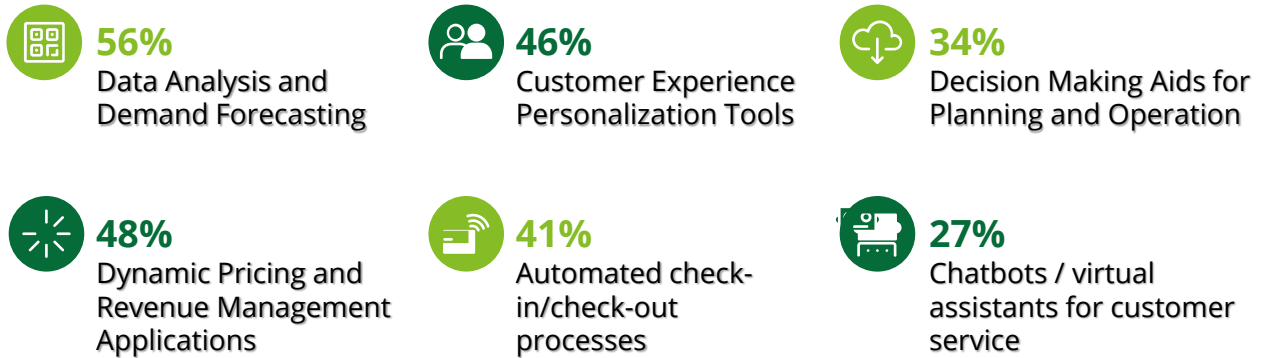 56%
Data Analysis and
Demand Forecasting
48%
Dynamic Pricing and
Revenue Management
Applications
46%
Customer Experience
Personalization Tools
41%
Automated check-
in/check-out
processes
34%
Decision Making Aids for
Planning and Operation
27%
Chatbots / virtual
assistants for customer
service